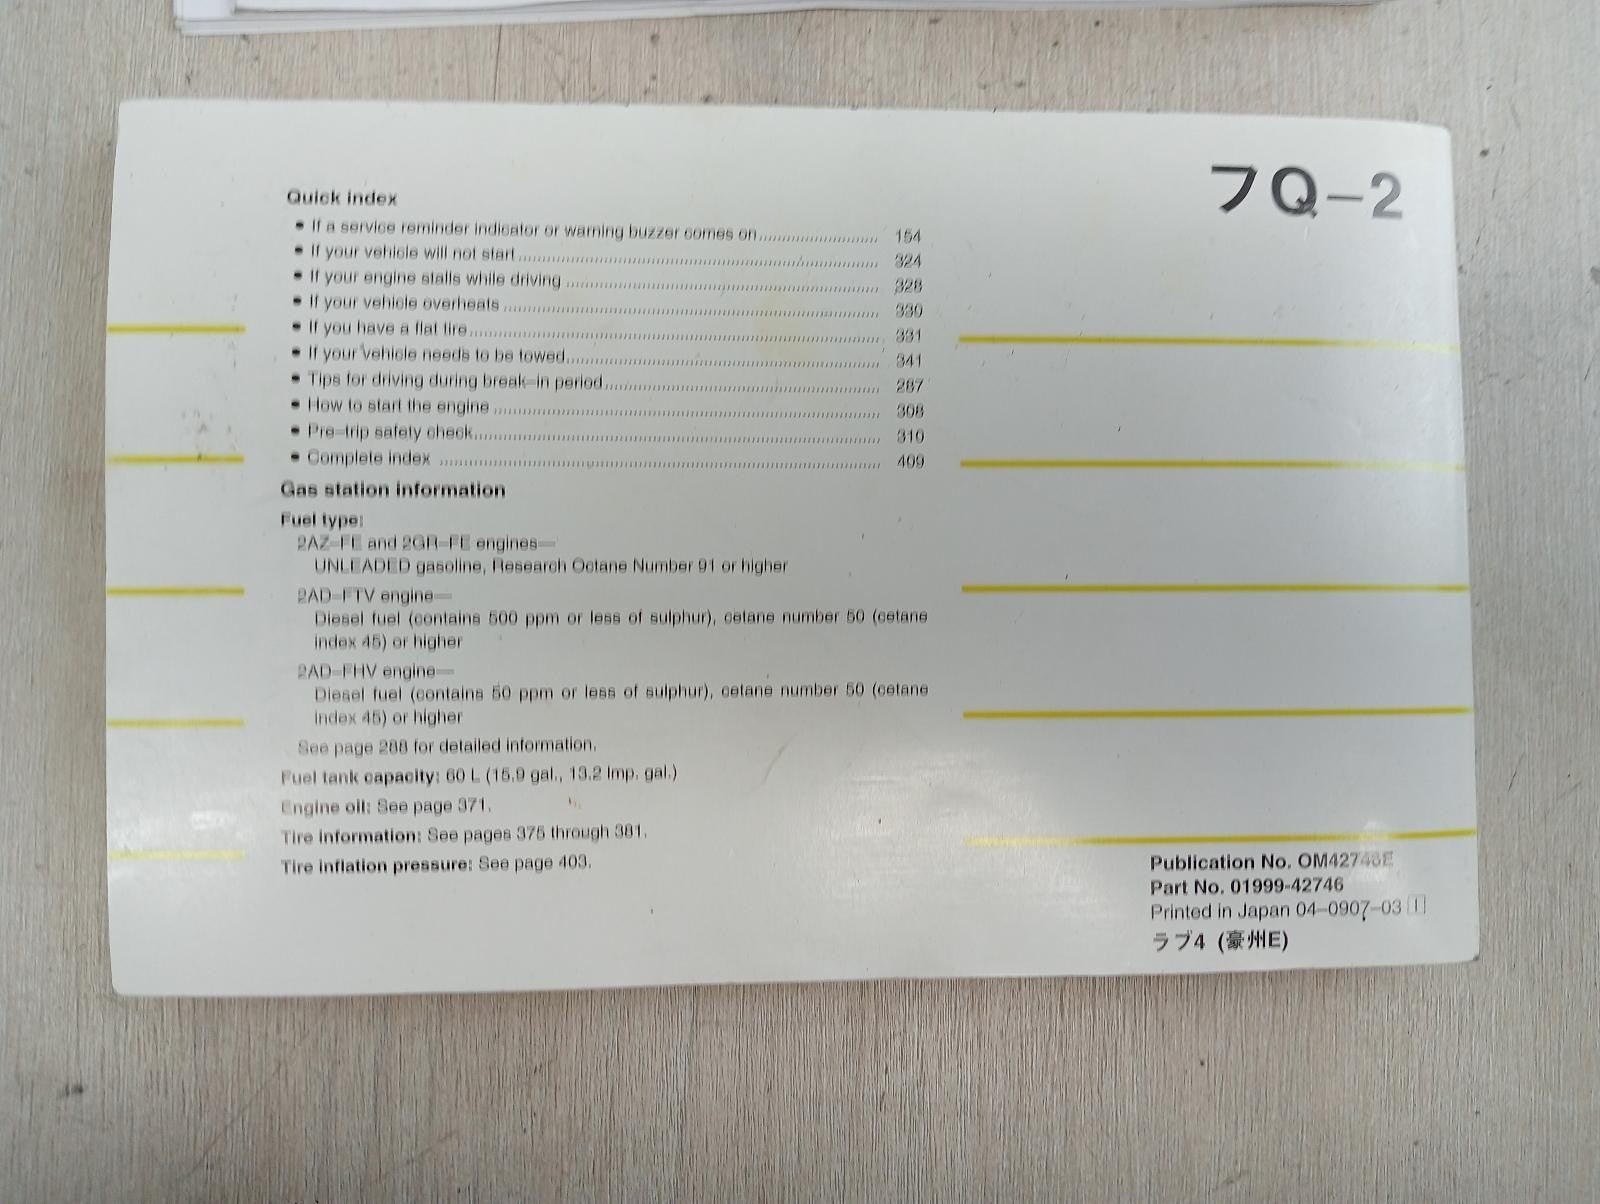 フQ-2
Quick index
● If a service reminder indicator or warning buzzer comes on........................ 154
● If your vehicle will not start........................ 324
● If your engine stalls while driving ........................ 328
● If your vehicle overheats ........................ 330
● If you have a flat tire........................ 331
● If your vehicle needs to be towed........................ 341
● Tips for driving during break-in period........................ 287
● How to start the engine ........................ 308
● Pre-trip safety check........................ 310
● Complete index ........................ 409
Gas station information
Fuel type:
2AZ-FE and 2GR-FE engines—
UNLEADED gasoline, Research Octane Number 91 or higher
2AD-FTV engine—
Diesel fuel (contains 500 ppm or less of sulphur), cetane number 50 (cetane
index 45) or higher
2AD-FHV engine—
Diesel fuel (contains 50 ppm or less of sulphur), cetane number 50 (cetane
index 45) or higher
See page 288 for detailed information.
Fuel tank capacity: 60 L (15.9 gal., 13.2 Imp. gal.)
Engine oil: See page 371.
Tire information: See pages 375 through 381.
Tire inflation pressure: See page 403.
Publication No. OM42746E
Part No. 01999-42746
Printed in Japan 04-0907-03 I
ラブ4 (豪州E)